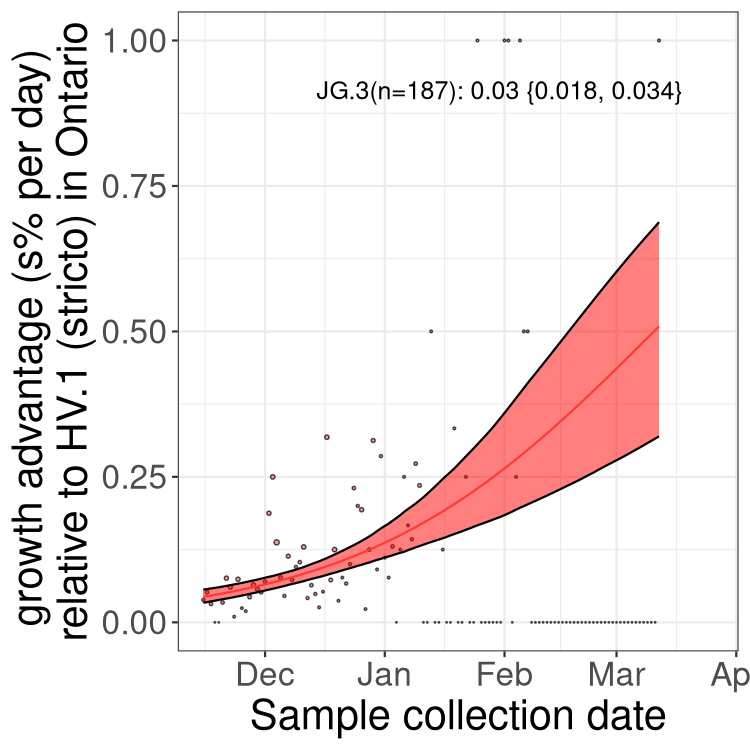 growth advantage (s% per day)
relative to HV.1 (stricto) in Ontario
1.00
0.75
0.50
0.25
0.00
JG.3(n=187): 0.03 {0.018, 0.034}
Dec Jan Feb Mar Ap
Sample collection date